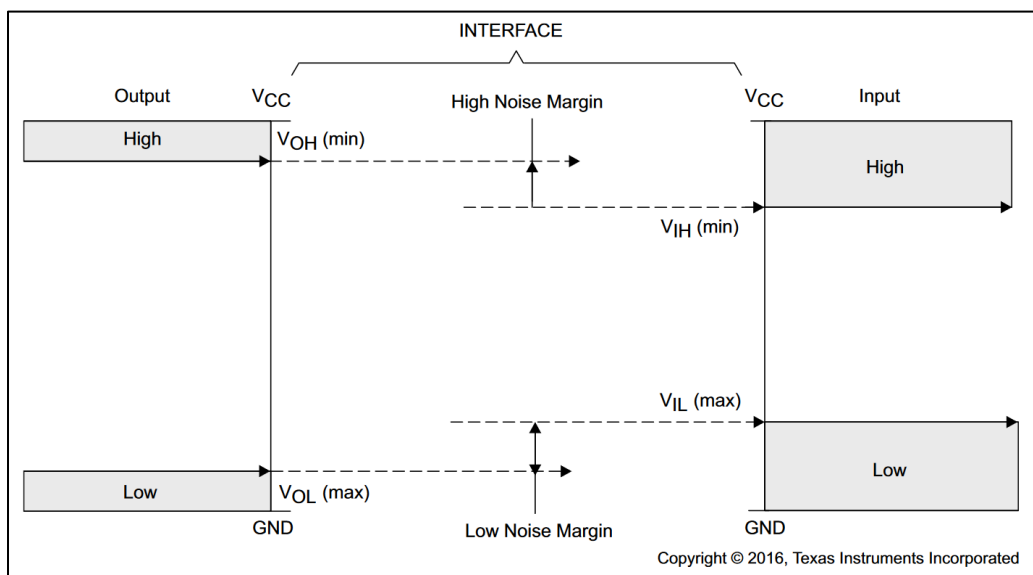 INTERFACE
Output
VCC
High Noise Margin
VCC
Input
High
VOH (min)
High
VIH (min)
VIL (max)
Low
VOL (max)
Low
GND
Low Noise Margin
GND
Copyright © 2016, Texas Instruments Incorporated